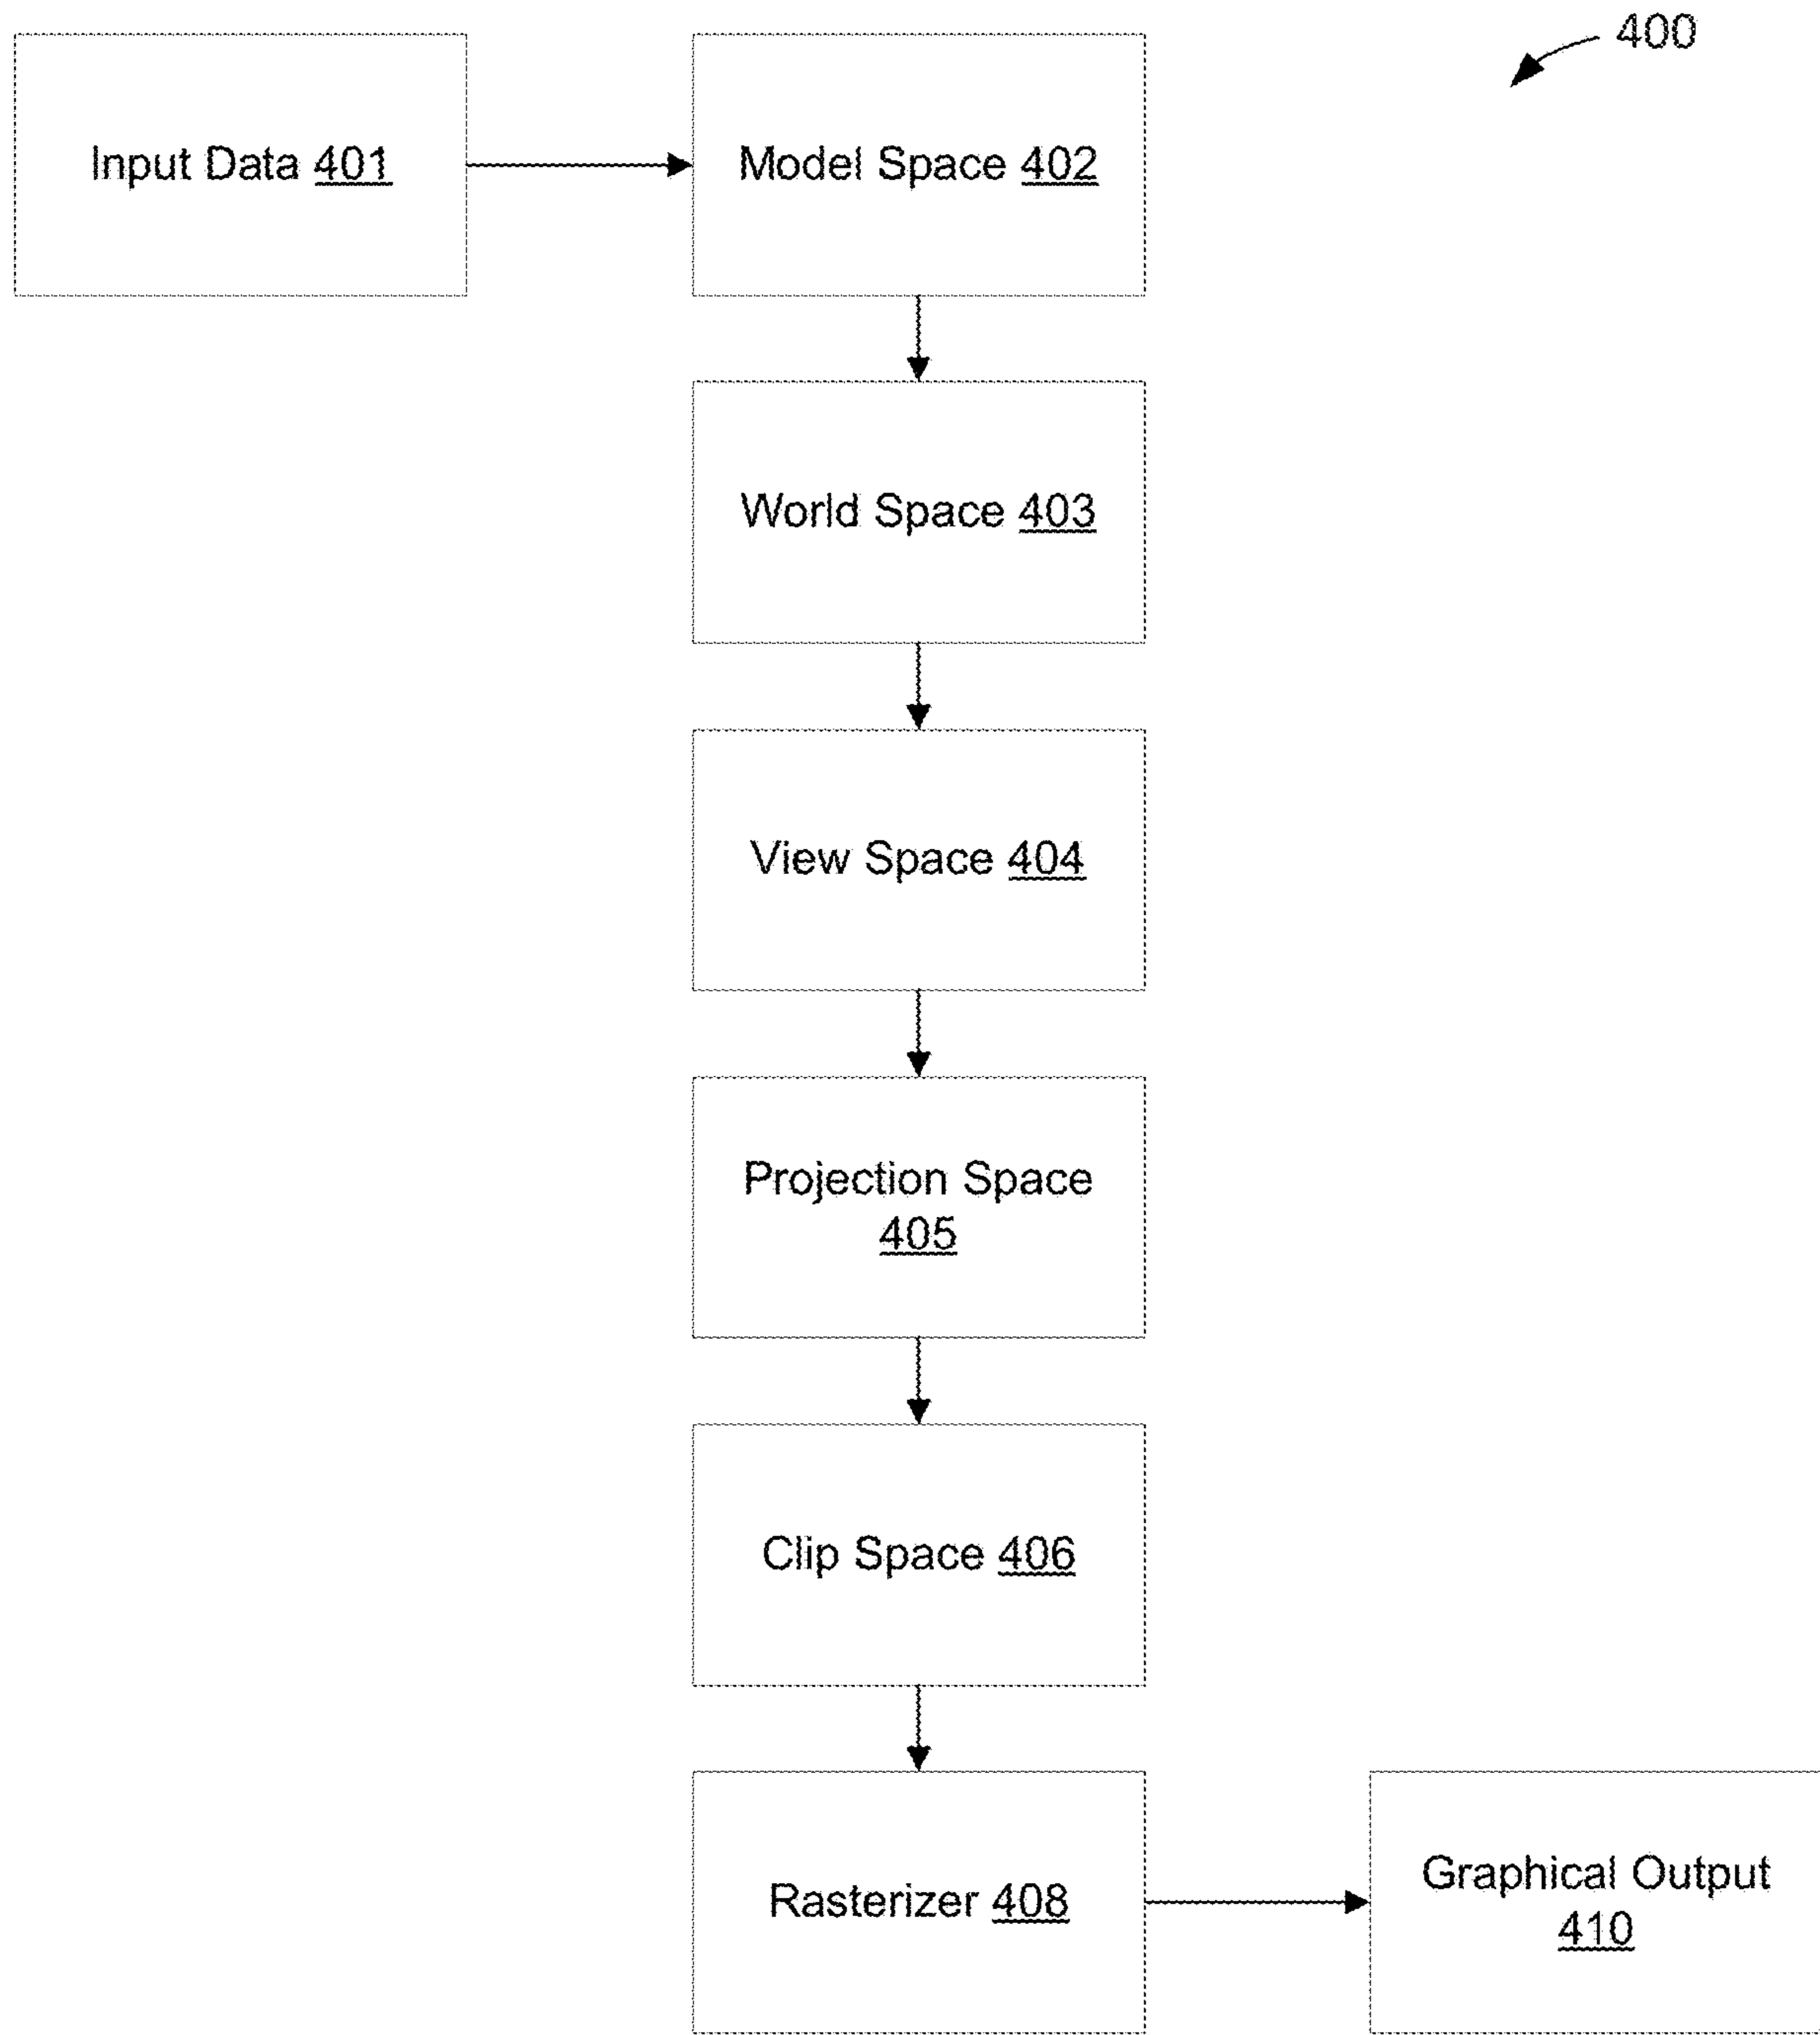 400
Input Data 401
Model Space 402
World Space 403
View Space 404
Projection Space
405
Clip Space 406
Rasterizer 408
Graphical Output
410